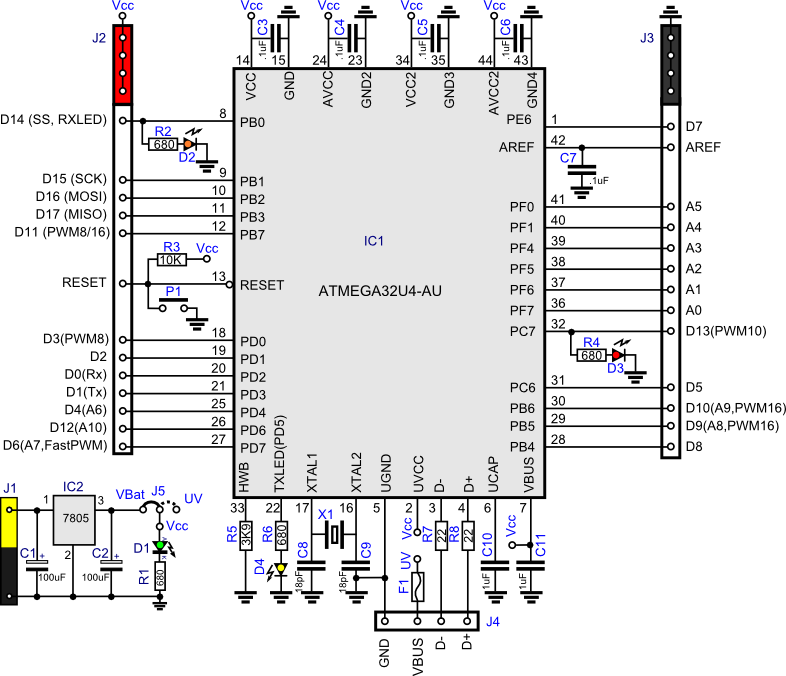 Vcc
Vcc
Vcc
Vcc
Vcc
J2
C3
.1uF
C4
.1uF
C5
.1uF
C6
.1uF
J3
14
15
24
23
34
35
44
43
VCC
GND
AVCC
GND2
VCC2
GND3
AVCC2
GND4
D14 (SS, RXLED)
8
PB0
PE6
1
D7
R2
680
D2
AREF
42
AREF
C7
.1uF
D15 (SCK)
9
PB1
D16 (MOSI)
10
PB2
D17 (MISO)
11
PB3
D11 (PWM8/16)
12
PB7
PF0
41
A5
PF1
40
A4
PF4
39
A3
PF5
38
A2
PF6
37
A1
PF7
36
A0
PC7
32
D13(PWM10)
IC1
ATMEGA32U4-AU
R3
10K
Vcc
RESET
13
RESET
P1
R4
680
D3
D3(PWM8)
18
PD0
D2
19
PD1
D0(Rx)
20
PD2
D1(Tx)
21
PD3
D4(A6)
25
PD4
D12(A10)
26
PD6
D6(A7,FastPWM)
27
PD7
PC6
31
D5
PB6
30
D10(A9,PWM16)
PB5
29
D9(A8,PWM16)
PB4
28
D8
HWB
TXLED(PD5)
XTAL1
XTAL2
UGND
UVCC
D-
D+
UCAP
VBUS
33
22
17
16
5
2
3
4
6
7
R5
3K9
R6
680
D4
X1
C8
18pF
C9
18pF
Vcc
UV
F1
R7
22
R8
22
C10
1uF
Vcc
C11
1uF
J4
GND
VBUS
D-
D+
J1
IC2
1
7805
3
2
VBat
J5
UV
Vcc
C1
+
100uF
C2
+
100uF
D1
R1
680